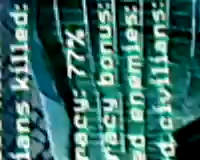 ians killed:
racy: 77%
racy bonus:
d enemies:
d civilians: